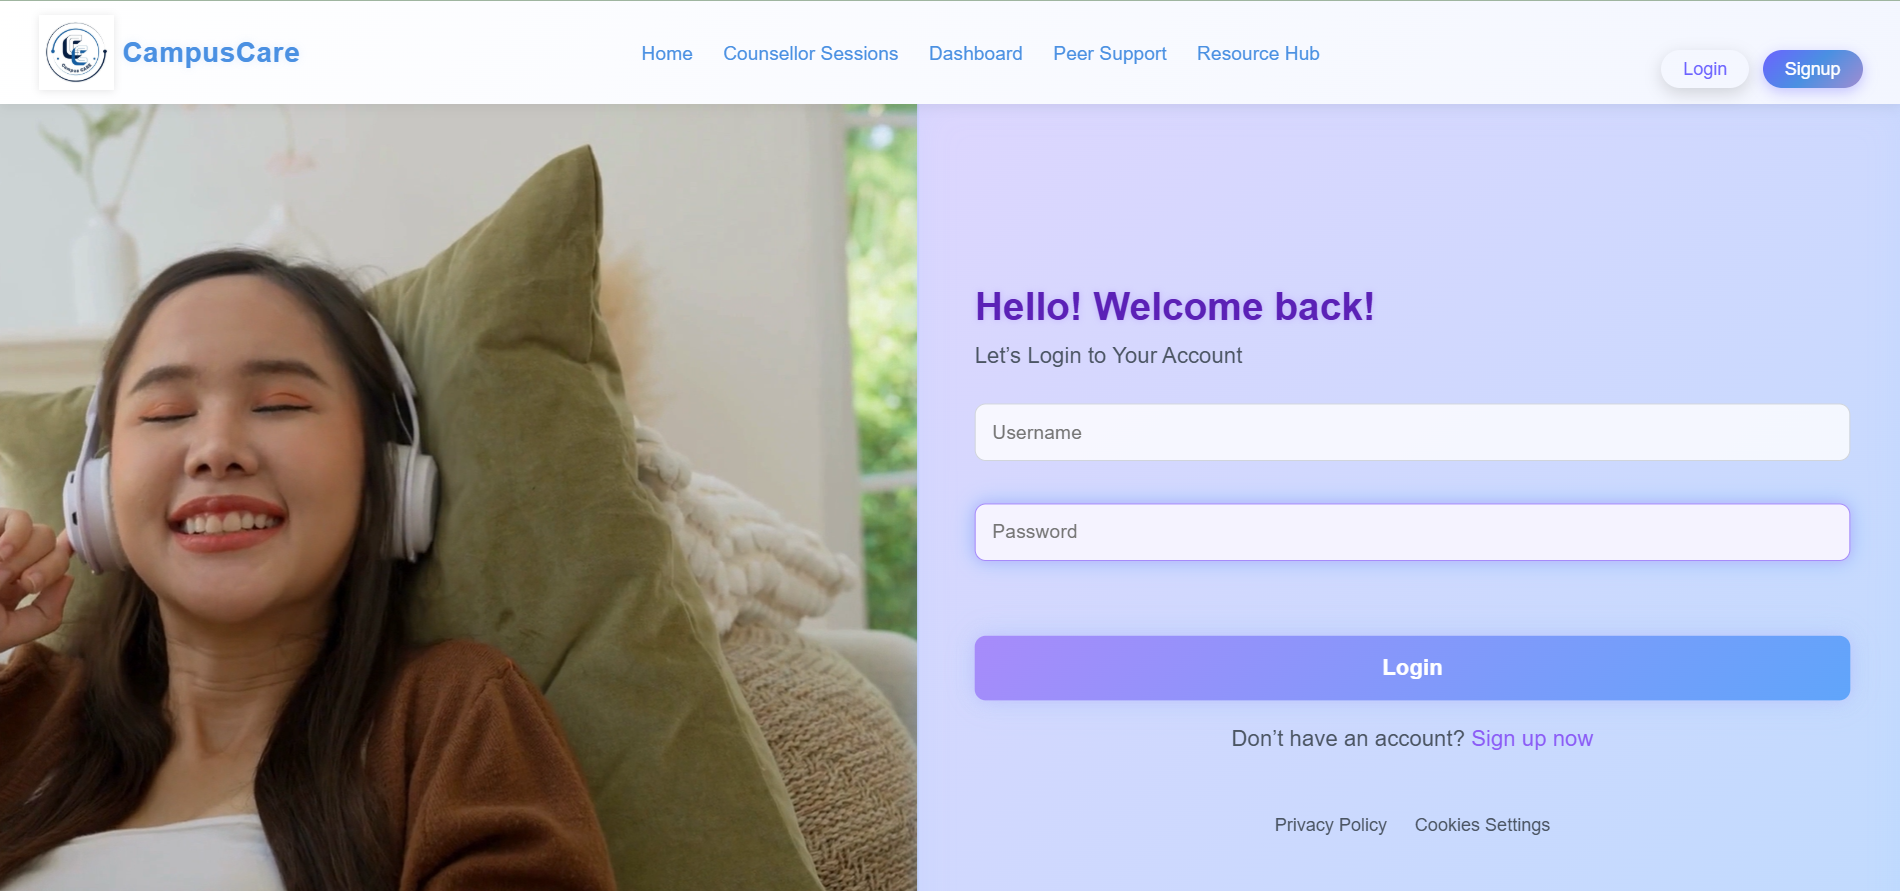 CampusCare
Home
Counsellor Sessions
Dashboard
Peer Support
Resource Hub
Login
Signup
Hello! Welcome back!
Let’s Login to Your Account
Username
Password
Login
Don’t have an account? Sign up now
Privacy Policy
Cookies Settings